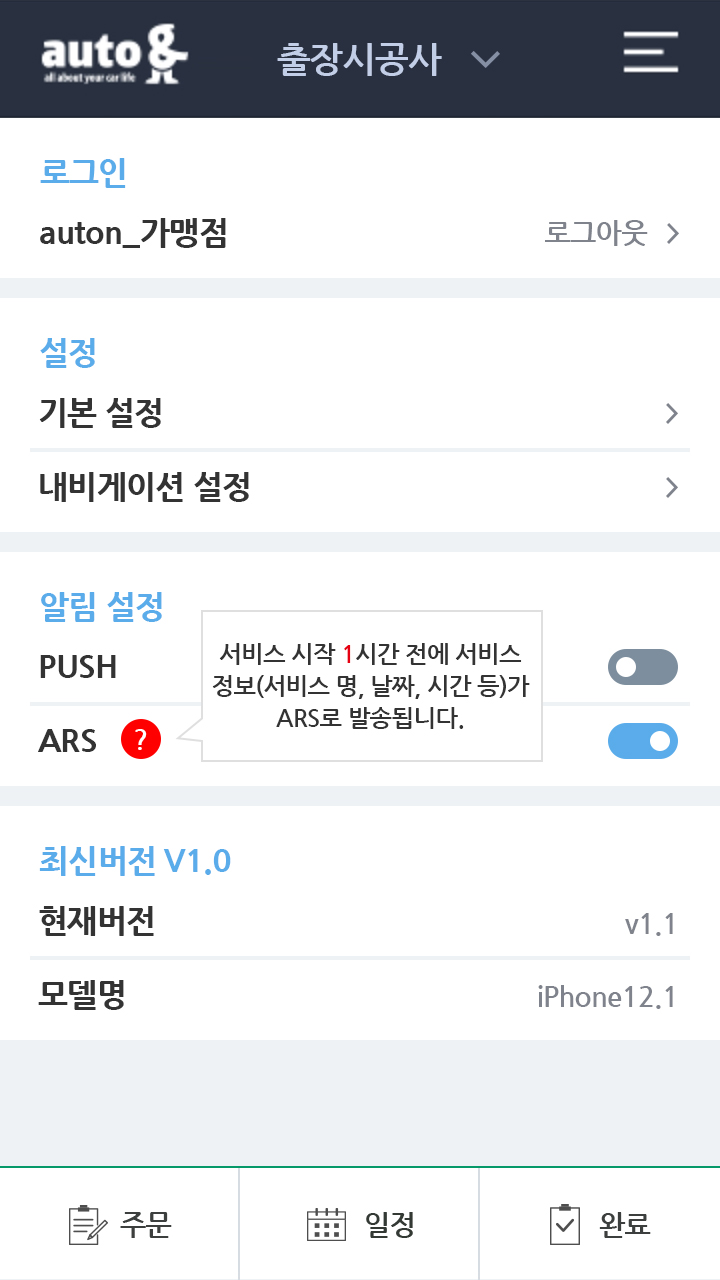 auto&
all about your car life
출장시공사
로그인
auton_가맹점 로그아웃
설정
기본 설정
내비게이션 설정
알림 설정
PUSH
서비스 시작 1시간 전에 서비스
정보(서비스 명, 날짜, 시간 등)가
ARS로 발송됩니다.
ARS ?
최신버전 V1.0
현재버전 v1.1
모델명 iPhone12.1
주문 일정 완료